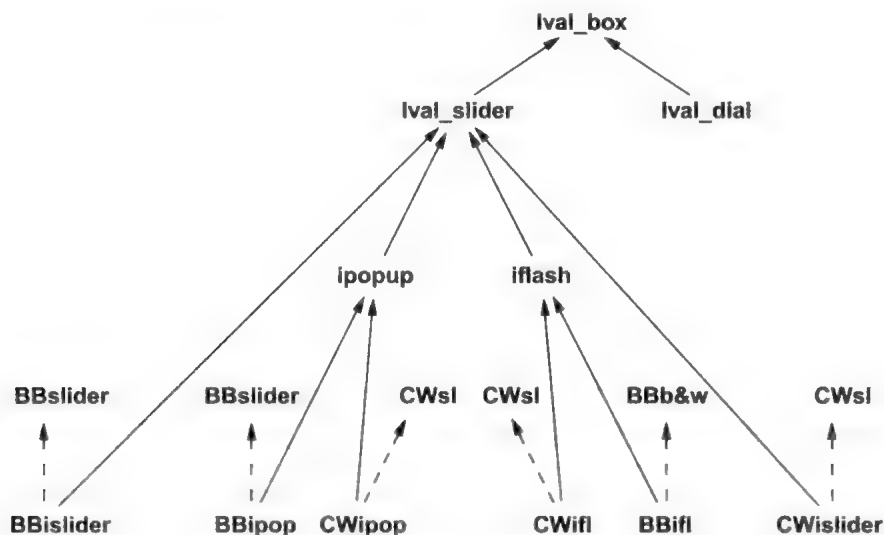 Ival_box
Ival_slider Ival_dial
ipopup iflash
BBslider BBslider CWsl CWsl BBb&w CWsl
BBislider BBipop CWipop CWifl BBifl CWislider